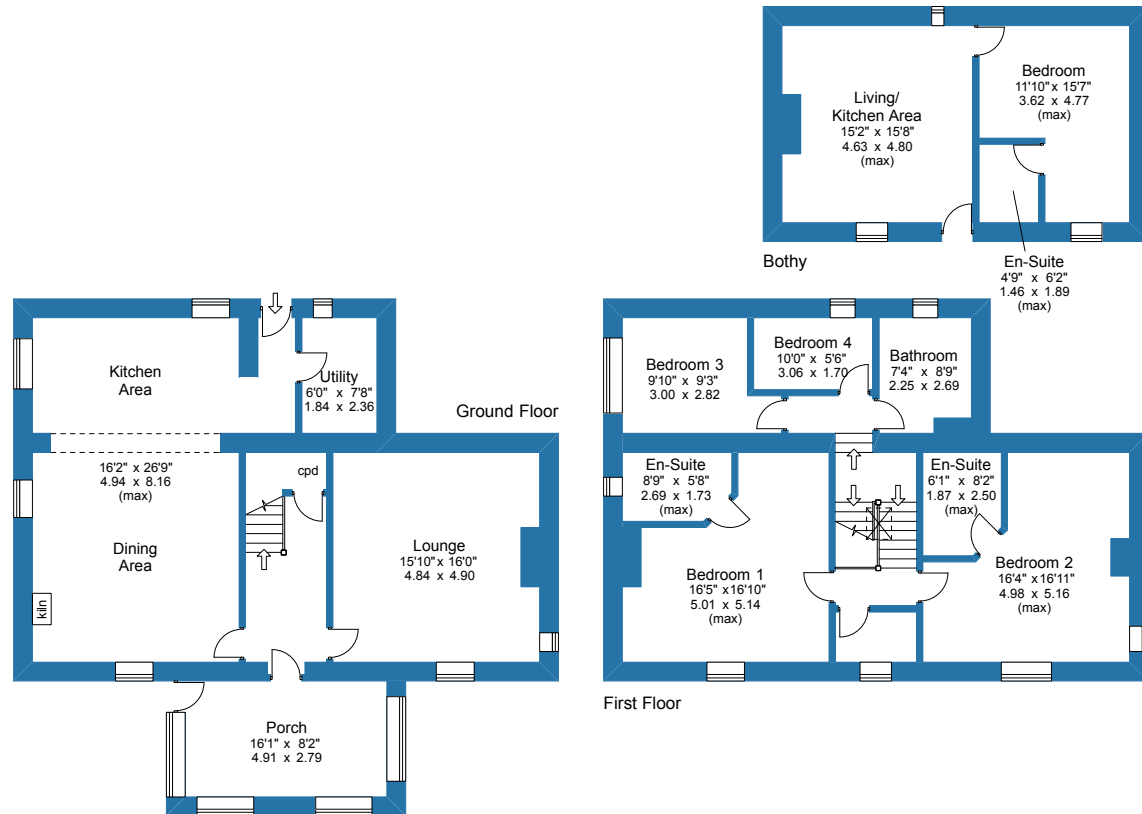 Living/
Kitchen Area
15'2" x 15'8"
4.63 x 4.80
(max)
Bedroom
11'10" x 15'7"
3.62 x 4.77
(max)
En-Suite
4'9" x 6'2"
1.46 x 1.89
(max)
Bothy
Kitchen
Area
Utility
6'0" x 7'8"
1.84 x 2.36
Ground Floor
16'2" x 26'9"
4.94 x 8.16
(max)
Dining
Area
kiln
cpd
Lounge
15'10" x 16'0"
4.84 x 4.90
Porch
16'1" x 8'2"
4.91 x 2.79
Bedroom 3
9'10" x 9'3"
3.00 x 2.82
Bedroom 4
10'0" x 5'6"
3.06 x 1.70
Bathroom
7'4" x 8'9"
2.25 x 2.69
En-Suite
8'9" x 5'8"
2.69 x 1.73
(max)
En-Suite
6'1" x 8'2"
1.87 x 2.50
(max)
Bedroom 1
16'5" x 16'10"
5.01 x 5.14
(max)
Bedroom 2
16'4" x 16'11"
4.98 x 5.16
(max)
First Floor